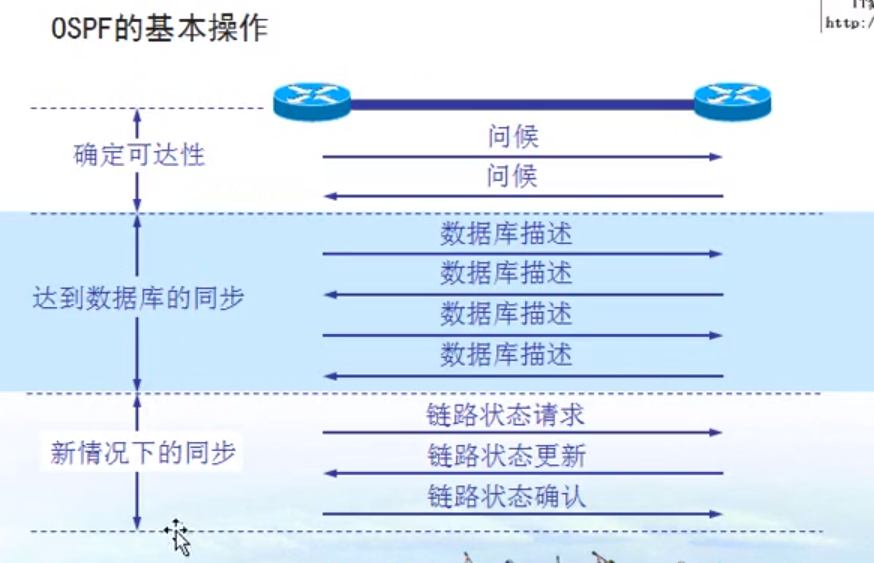 OSPF的基本操作
http:/
问候
确定可达性
问候
数据库描述
数据库描述
达到数据库的同步
数据库描述
数据库描述
链路状态请求
新情况下的同步
链路状态更新
链路状态确认